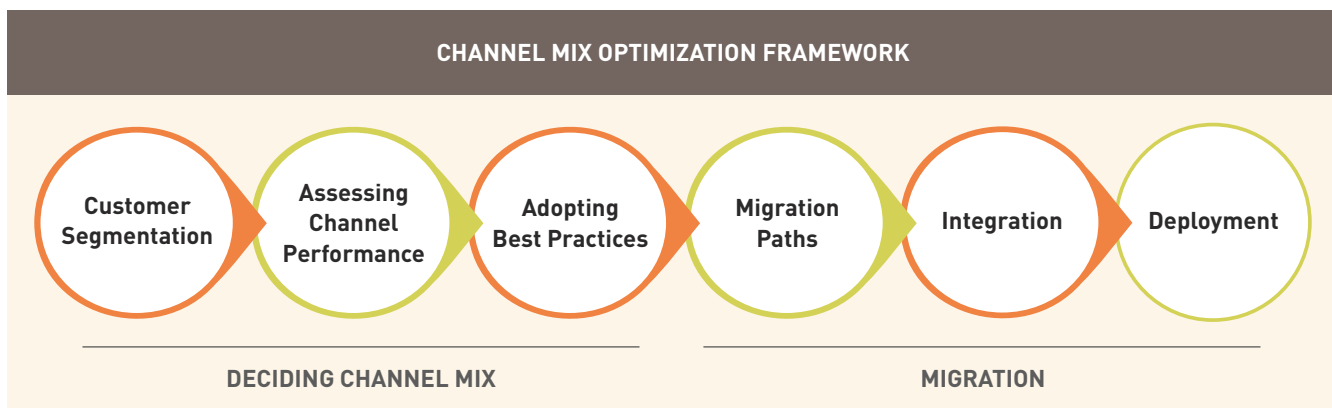 CHANNEL MIX OPTIMIZATION FRAMEWORK
Customer
Segmentation
Assessing
Channel
Performance
Adopting
Best Practices
Migration
Paths
Integration
Deployment
DECIDING CHANNEL MIX
MIGRATION